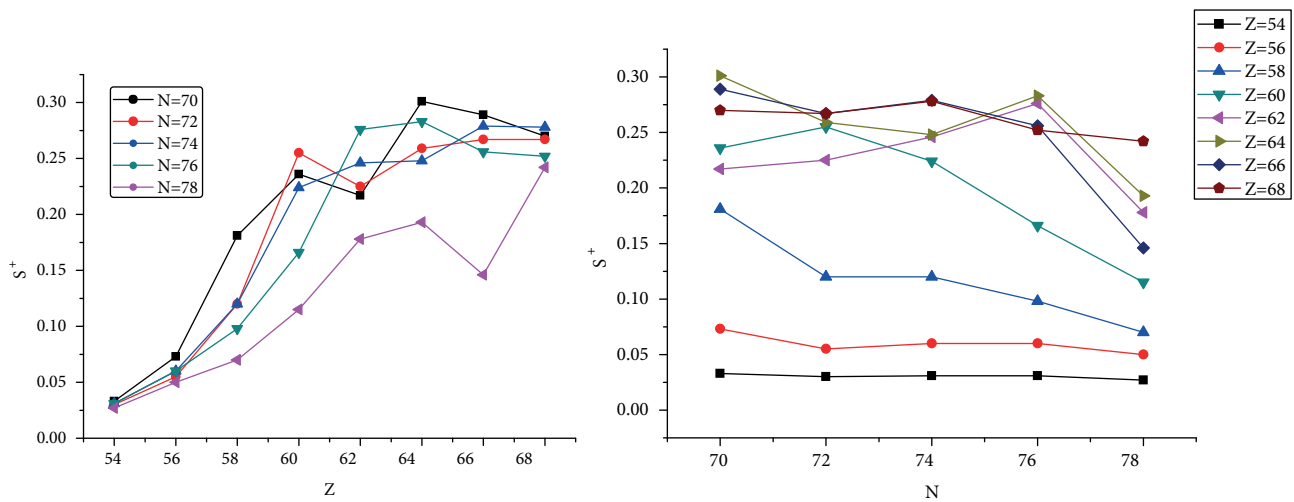 0.30
0.25
0.20
0.15
0.10
0.05
0.00
S+
54 56 58 60 62 64 66 68
Z
N=70
N=72
N=74
N=76
N=78
0.30
0.25
0.20
0.15
0.10
0.05
0.00
S+
70 72 74 76 78
N
Z=54
Z=56
Z=58
Z=60
Z=62
Z=64
Z=66
Z=68